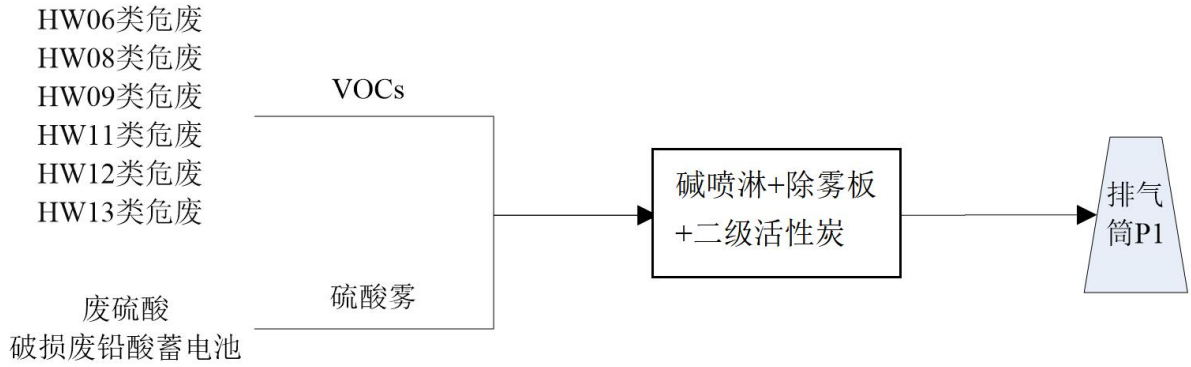 HW06类危废
HW08类危废
HW09类危废
HW11类危废
HW12类危废
HW13类危废
VOCs
废硫酸
破损废铅酸蓄电池
硫酸雾
碱喷淋+除雾板
+二级活性炭
排气
筒P1